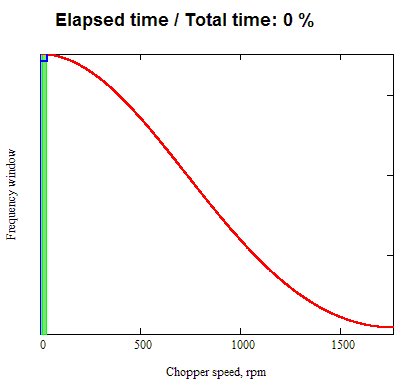 Elapsed time / Total time: 0 %
Frequency window
0 500 1000 1500
Chopper speed, rpm